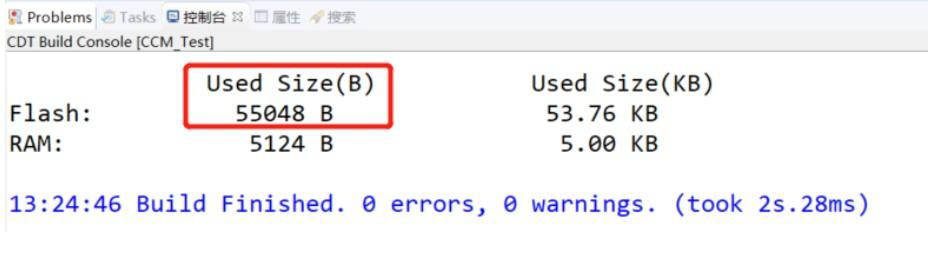 Problems Tasks 控制台 属性 搜索
CDT Build Console [CCM_Test]
Used Size(B) Used Size(KB)
Flash: 55048 B 53.76 KB
RAM: 5124 B 5.00 KB
13:24:46 Build Finished. 0 errors, 0 warnings. (took 2s.28ms)